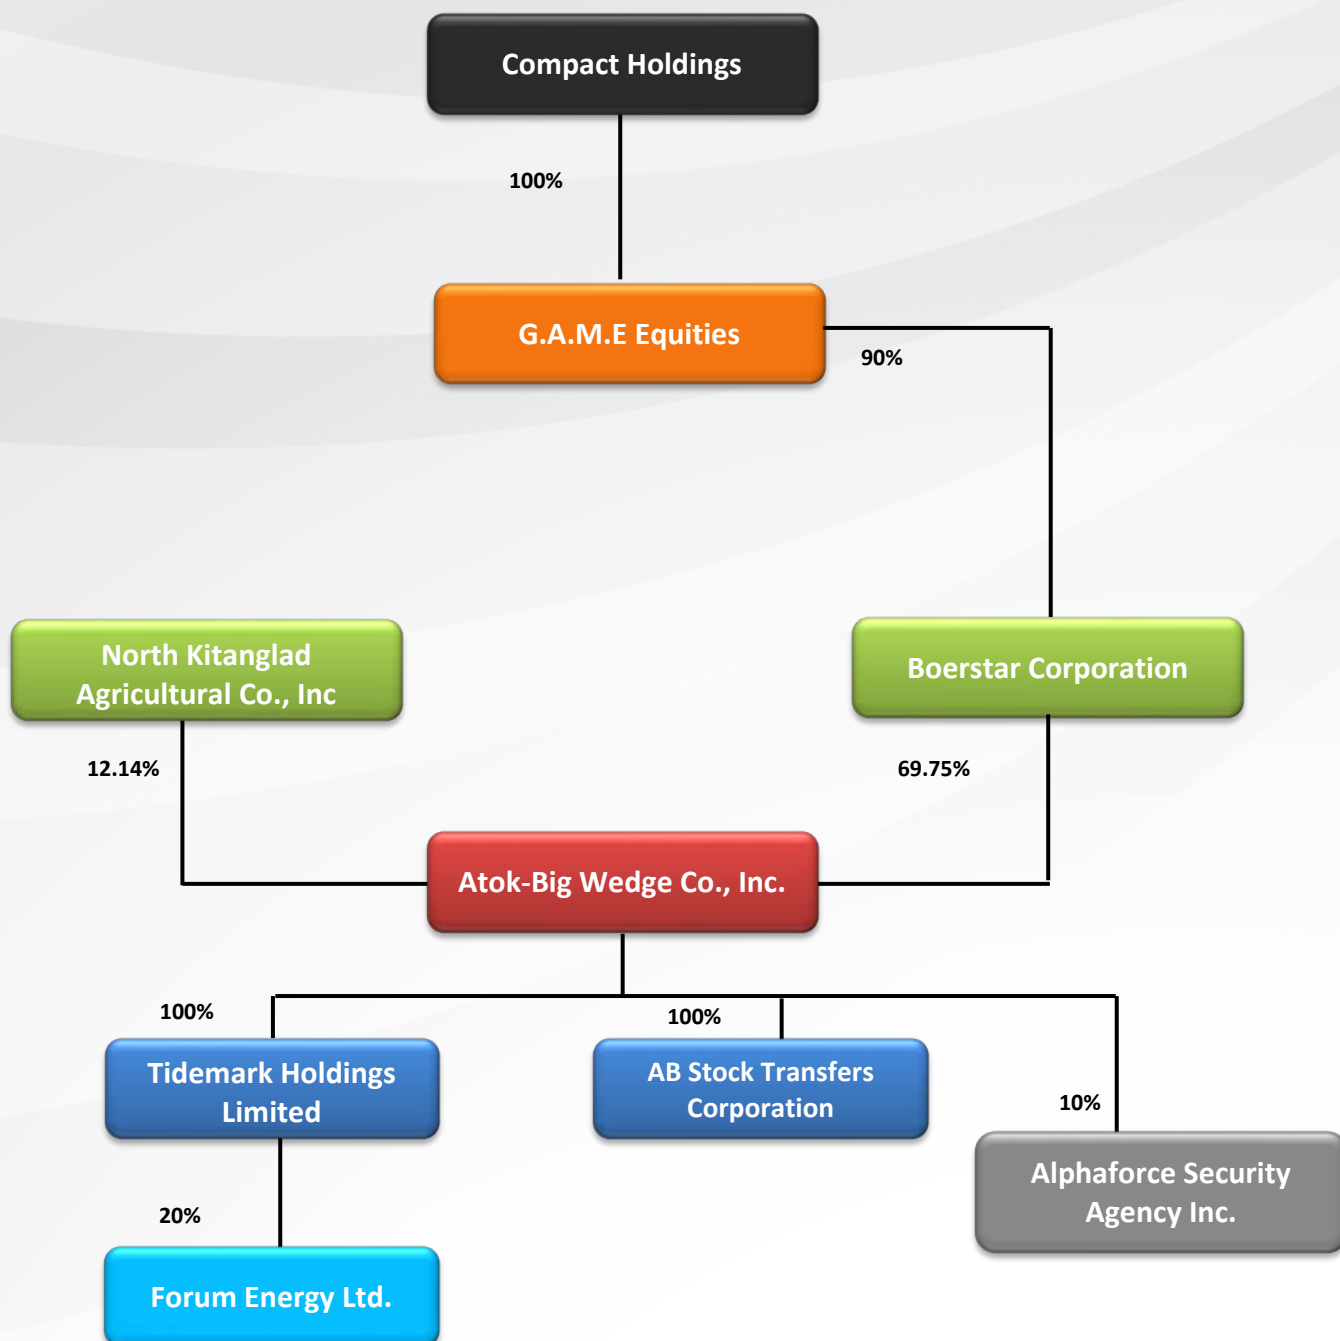 Compact Holdings
100%
G.A.M.E Equities
90%
North Kitanglad
Agricultural Co., Inc
Boerstar Corporation
12.14%
69.75%
Atok-Big Wedge Co., Inc.
100%
100%
Tidemark Holdings
Limited
AB Stock Transfers
Corporation
10%
Alphaforce Security
Agency Inc.
20%
Forum Energy Ltd.